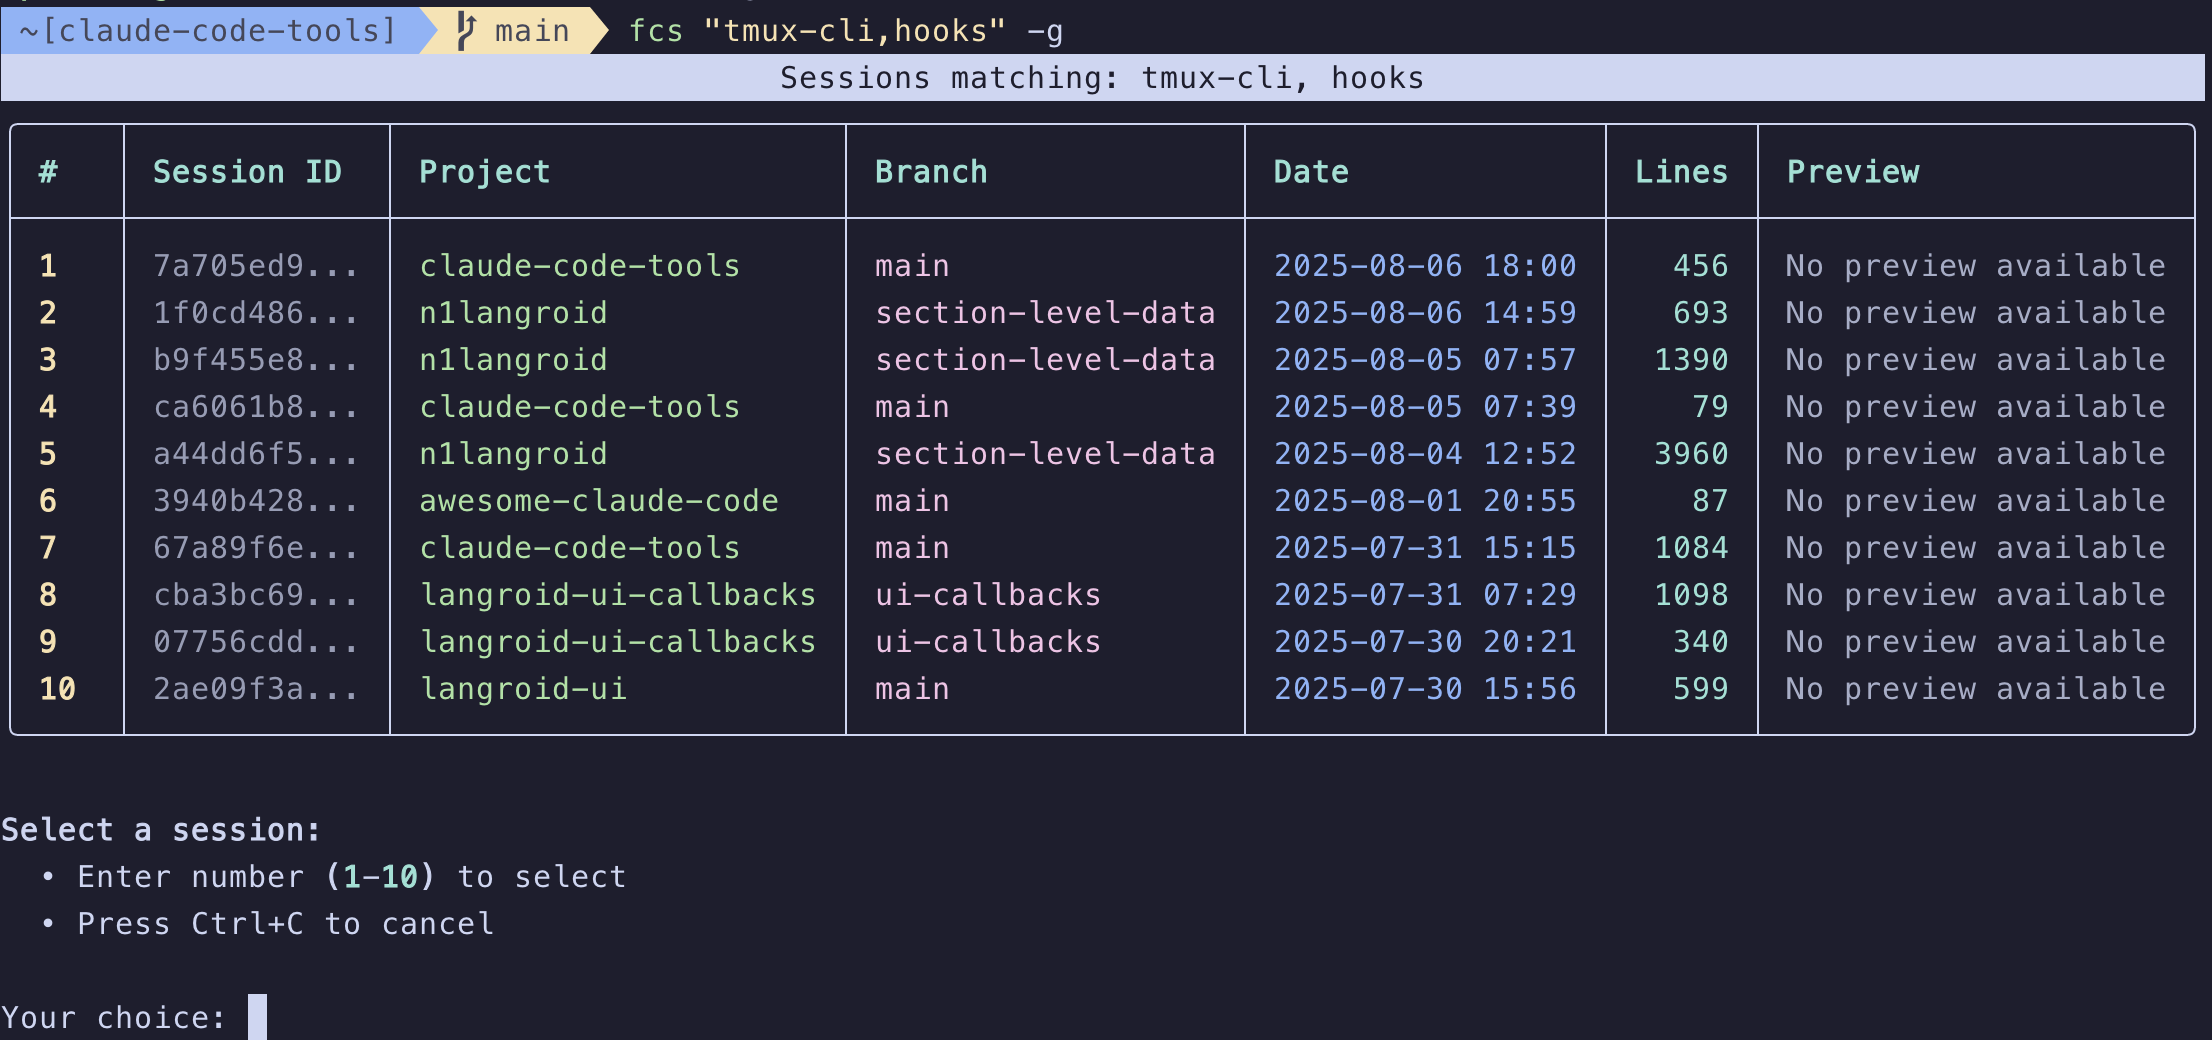 ~[claude-code-tools] main fcs "tmux-cli,hooks" -g
Sessions matching: tmux-cli, hooks
# Session ID Project Branch Date Lines Preview
1 7a705ed9... claude-code-tools main 2025-08-06 18:00 456 No preview available
2 1f0cd486... n1langroid section-level-data 2025-08-06 14:59 693 No preview available
3 b9f455e8... n1langroid section-level-data 2025-08-05 07:57 1390 No preview available
4 ca6061b8... claude-code-tools main 2025-08-05 07:39 79 No preview available
5 a44dd6f5... n1langroid section-level-data 2025-08-04 12:52 3960 No preview available
6 3940b428... awesome-claude-code main 2025-08-01 20:55 87 No preview available
7 67a89f6e... claude-code-tools main 2025-07-31 15:15 1084 No preview available
8 cba3bc69... langroid-ui-callbacks ui-callbacks 2025-07-31 07:29 1098 No preview available
9 07756cdd... langroid-ui-callbacks ui-callbacks 2025-07-30 20:21 340 No preview available
10 2ae09f3a... langroid-ui main 2025-07-30 15:56 599 No preview available
Select a session:
• Enter number (1-10) to select
• Press Ctrl+C to cancel
Your choice: